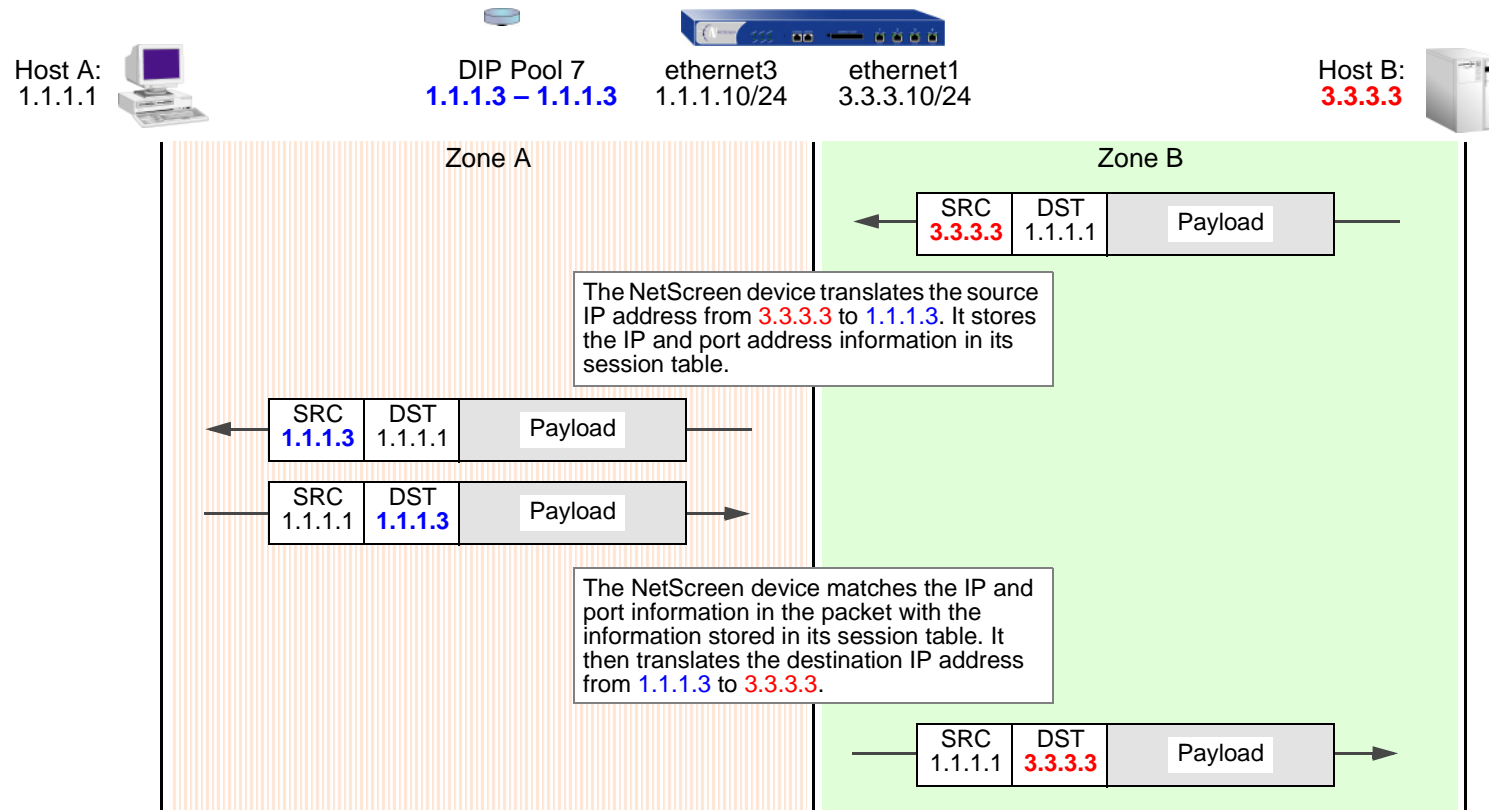 Host A:
1.1.1.1
DIP Pool 7
1.1.1.3 – 1.1.1.3
ethernet3
1.1.1.10/24
ethernet1
3.3.3.10/24
Host B:
3.3.3.3
Zone A
Zone B
SRC
3.3.3.3
DST
1.1.1.1
Payload
The NetScreen device translates the source
IP address from 3.3.3.3 to 1.1.1.3. It stores
the IP and port address information in its
session table.
SRC
1.1.1.3
DST
1.1.1.1
Payload
SRC
1.1.1.1
DST
1.1.1.3
Payload
The NetScreen device matches the IP and
port information in the packet with the
information stored in its session table. It
then translates the destination IP address
from 1.1.1.3 to 3.3.3.3.
SRC
1.1.1.1
DST
3.3.3.3
Payload